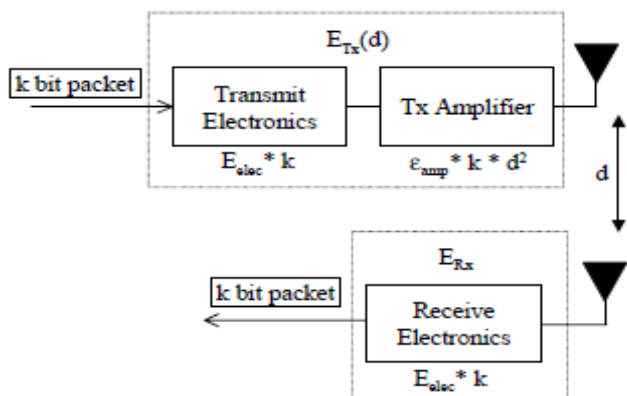 E_Tx(d)
k bit packet
Transmit
Electronics
Tx Amplifier
E_elec* k
ε_amp* k * d²
d
E_Rx
k bit packet
Receive
Electronics
E_elec* k